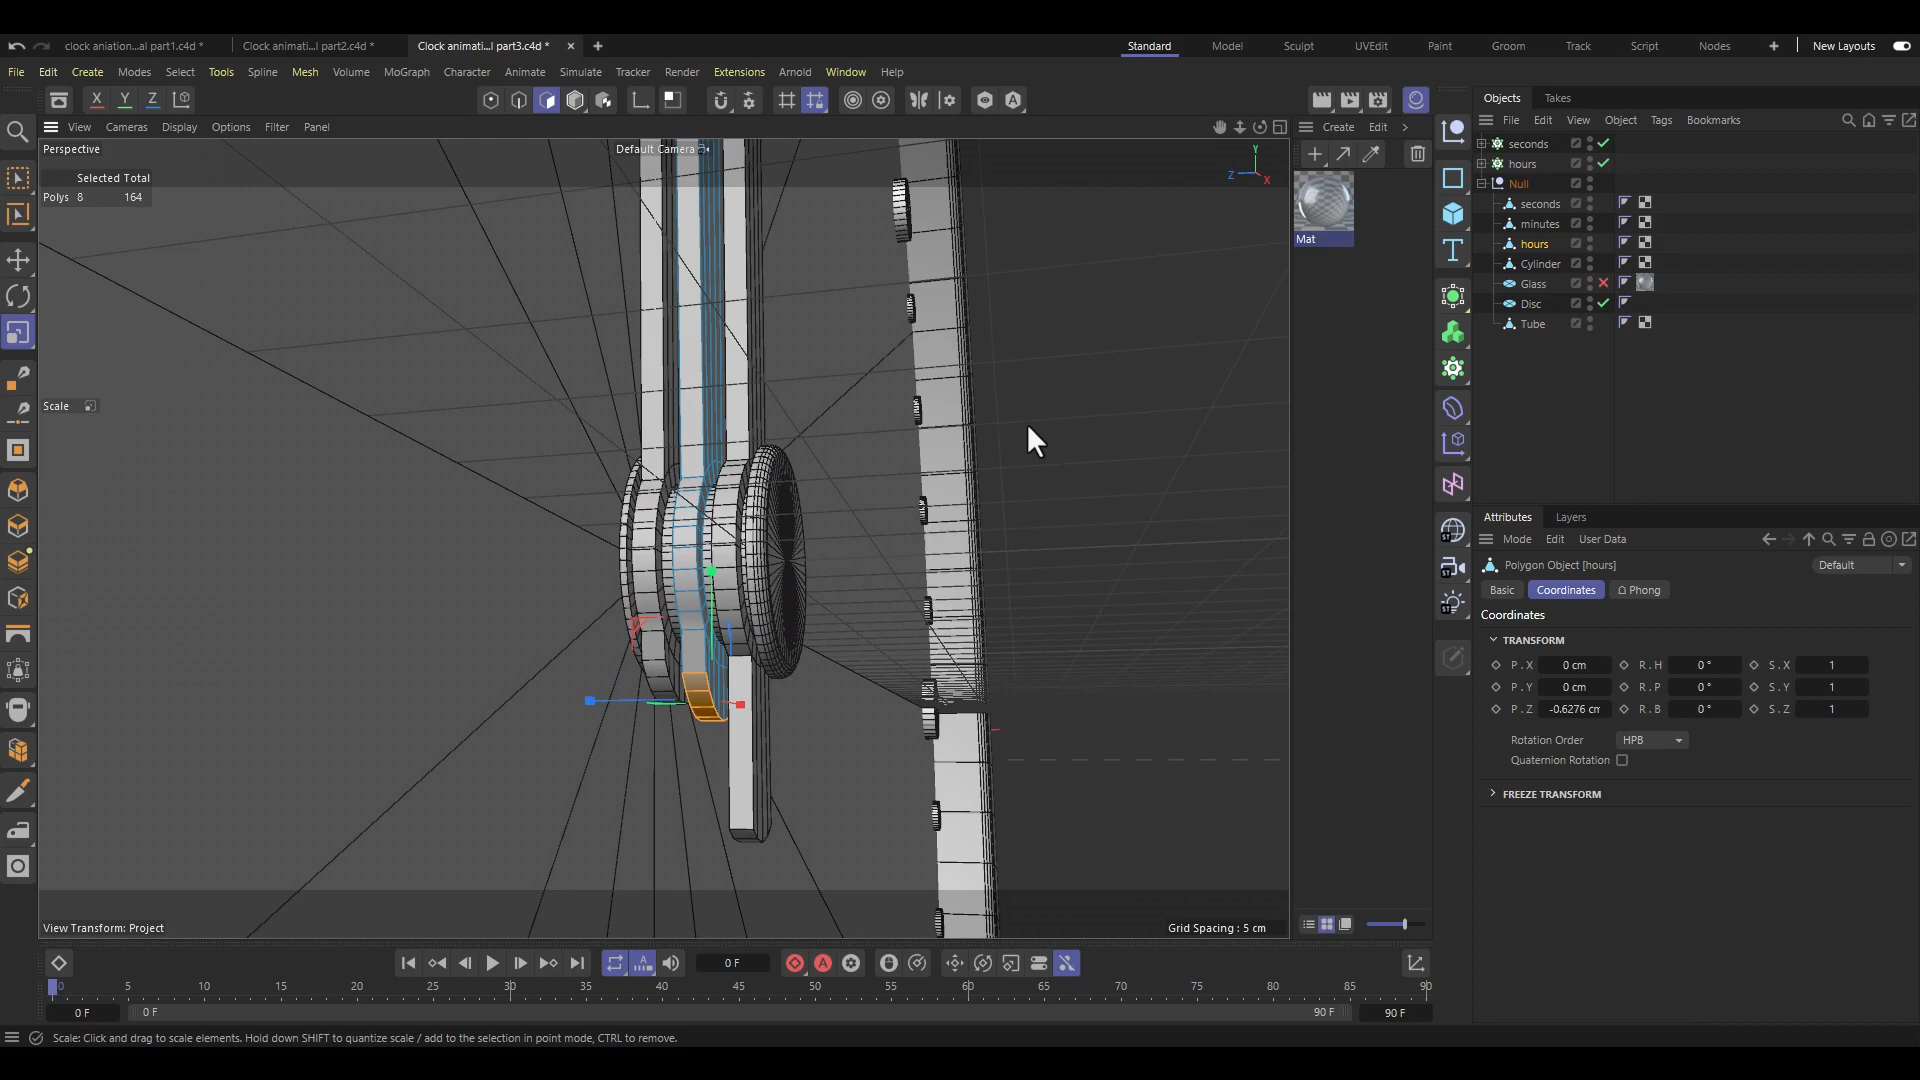 clock aniation...al part1.c4d *
Clock animati...l part2.c4d *
Clock animati...l part3.c4d *
Standard
Model
Sculpt
UVEdit
Paint
Groom
Track
Script
Nodes
New Layouts
File Edit Create Modes Select Tools Spline Mesh Volume MoGraph Character Animate Simulate Tracker Render Extensions Arnold Window Help
X Y Z
Objects Takes
View Cameras Display Options Filter Panel
Create Edit
File Edit View Object Tags Bookmarks
Perspective
Default Camera
Selected Total
Polys 8 164
Scale
Y
Z
X
Mat
seconds
hours
Null
seconds
minutes
hours
Cylinder
Glass
Disc
Tube
Attributes Layers
Mode Edit User Data
Polygon Object [hours]
Default
Basic Coordinates Phong
Coordinates
TRANSFORM
P . X 0 cm R . H 0 ° S . X 1
P . Y 0 cm R . P 0 ° S . Y 1
P . Z -0.6276 cm R . B 0 ° S . Z 1
Rotation Order HPB
Quaternion Rotation
FREEZE TRANSFORM
View Transform: Project
Grid Spacing : 5 cm
0 F
0 5 10 15 20 25 30 35 40 45 50 55 60 65 70 75 80 85 90
0 F 0 F 90 F 90 F
Scale: Click and drag to scale elements. Hold down SHIFT to quantize scale / add to the selection in point mode, CTRL to remove.